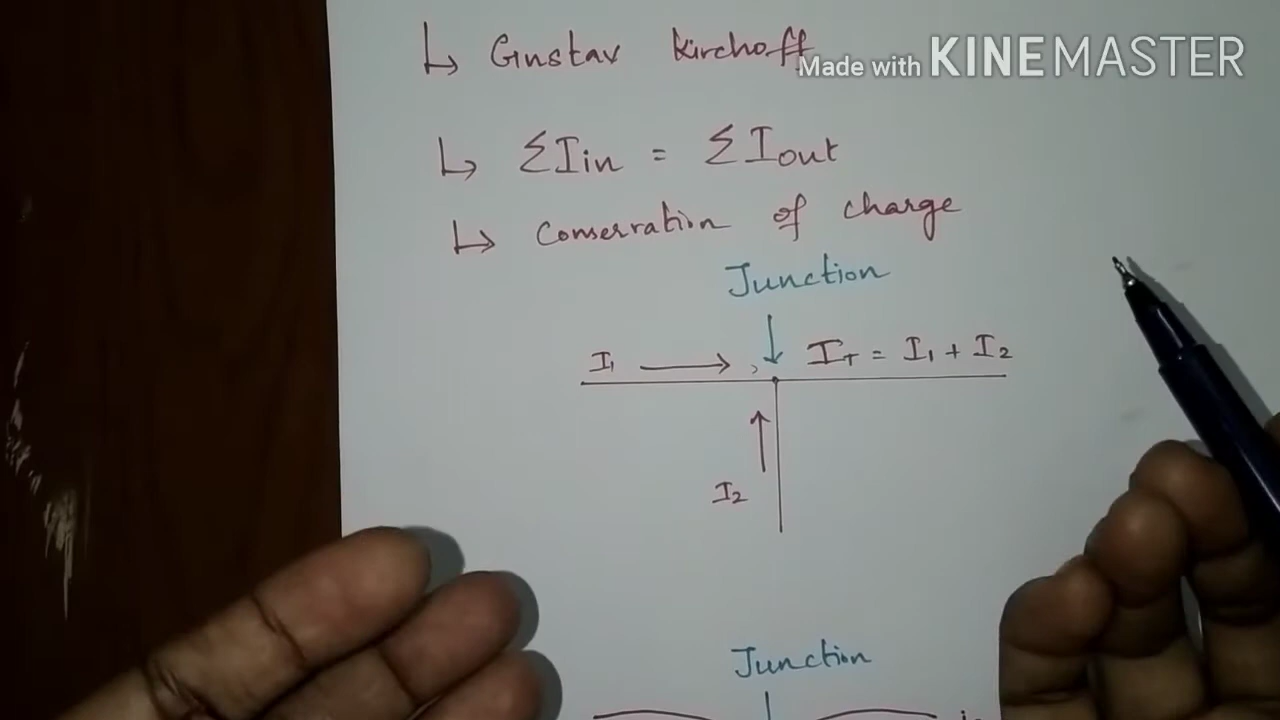 ↳ Gustav Kirchoff
Made with KINEMASTER
↳ ΣIin = ΣIout
↳ Conservation of charge
Junction
I1 → IT = I1 + I2
I2
Junction